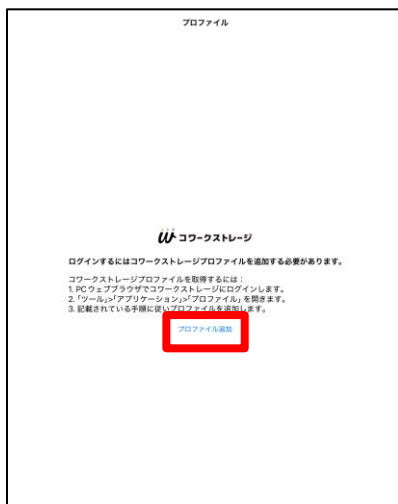 プロファイル
コワークストレージ
ログインするにはコワークストレージプロファイルを追加する必要があります。
コワークストレージプロファイルを取得するには：
1. PCウェブブラウザでコワークストレージにログインします。
2.「ツール」>「アプリケーション」>「プロファイル」を開きます。
3. 記載されている手順に従いプロファイルを追加します。
プロファイル追加